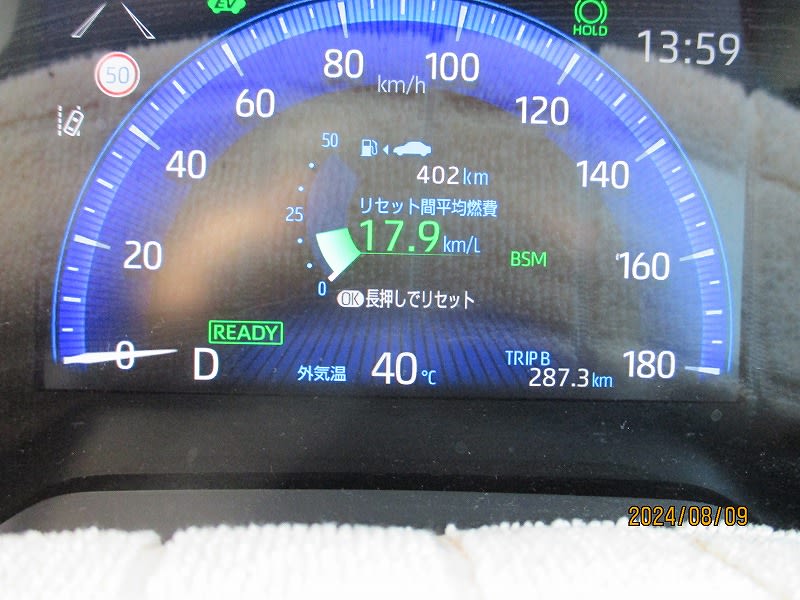 EV
HOLD
13:59
50
80
100
km/h
60
120
40
140
20
160
0
180
50
25
0
402km
リセット間平均燃費
17.9 km/L
BSM
OK 長押しでリセット
READY
D
外気温 40℃
TRIP B
287.3km
2024/08/09